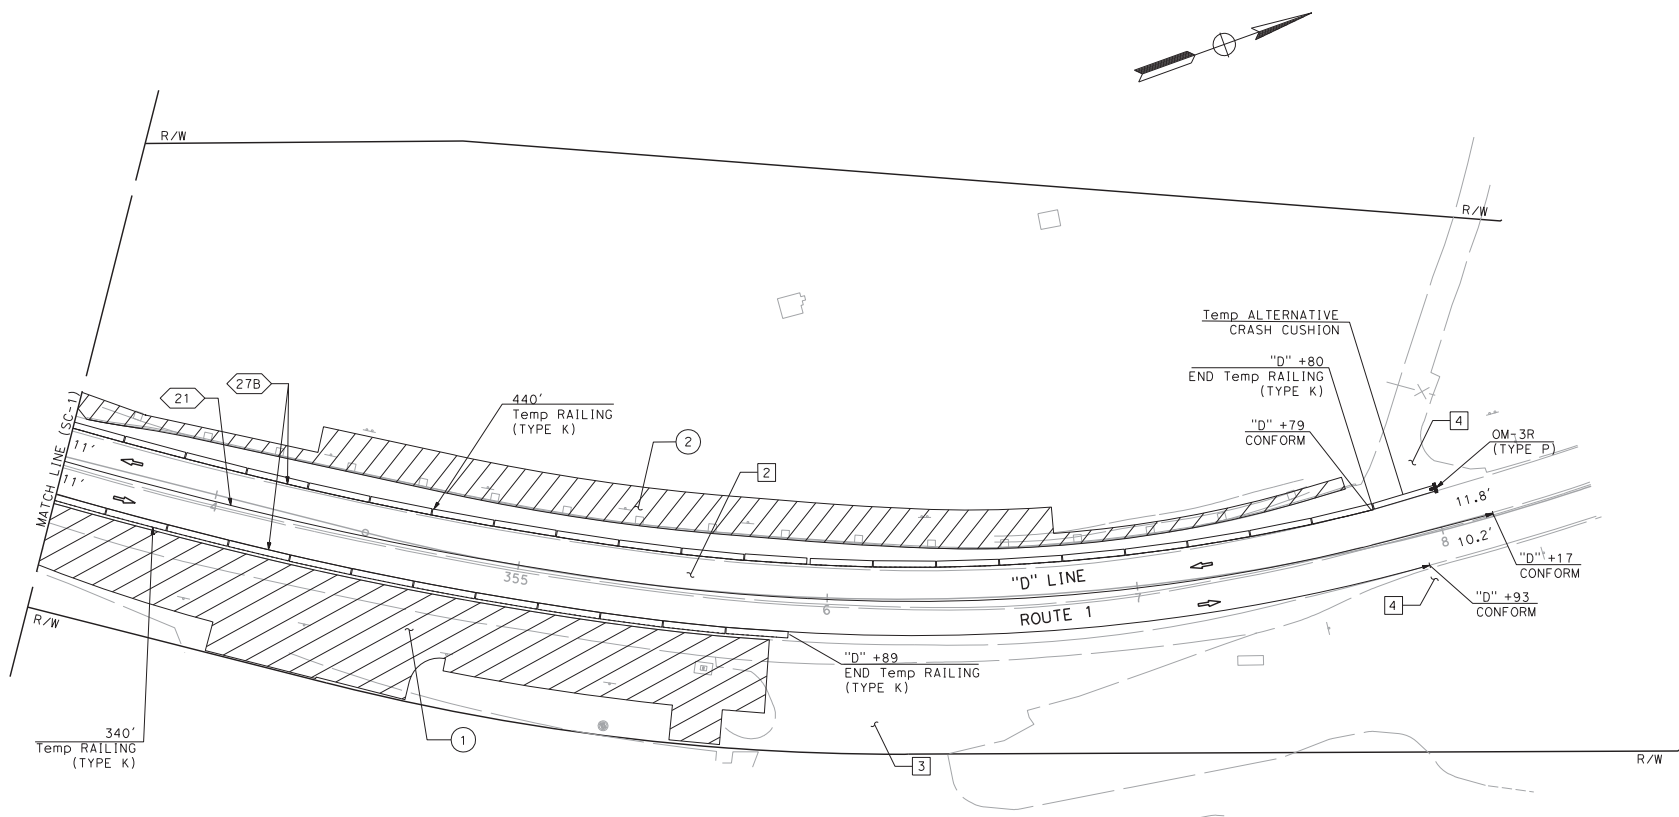 R/W
R/W
Temp ALTERNATIVE
CRASH CUSHION
"D" +80
END Temp RAILING
(TYPE K)
"D" +79
CONFORM
4
OM-3R
(TYPE P)
27B
21
440'
Temp RAILING
(TYPE K)
2
2
MATCH LINE (SC-1)
11'
11'
4
355
6
7
8
11.8'
10.2'
"D" LINE
ROUTE 1
"D" +17
CONFORM
"D" +93
CONFORM
4
R/W
"D" +89
END Temp RAILING
(TYPE K)
340'
Temp RAILING
(TYPE K)
1
3
R/W